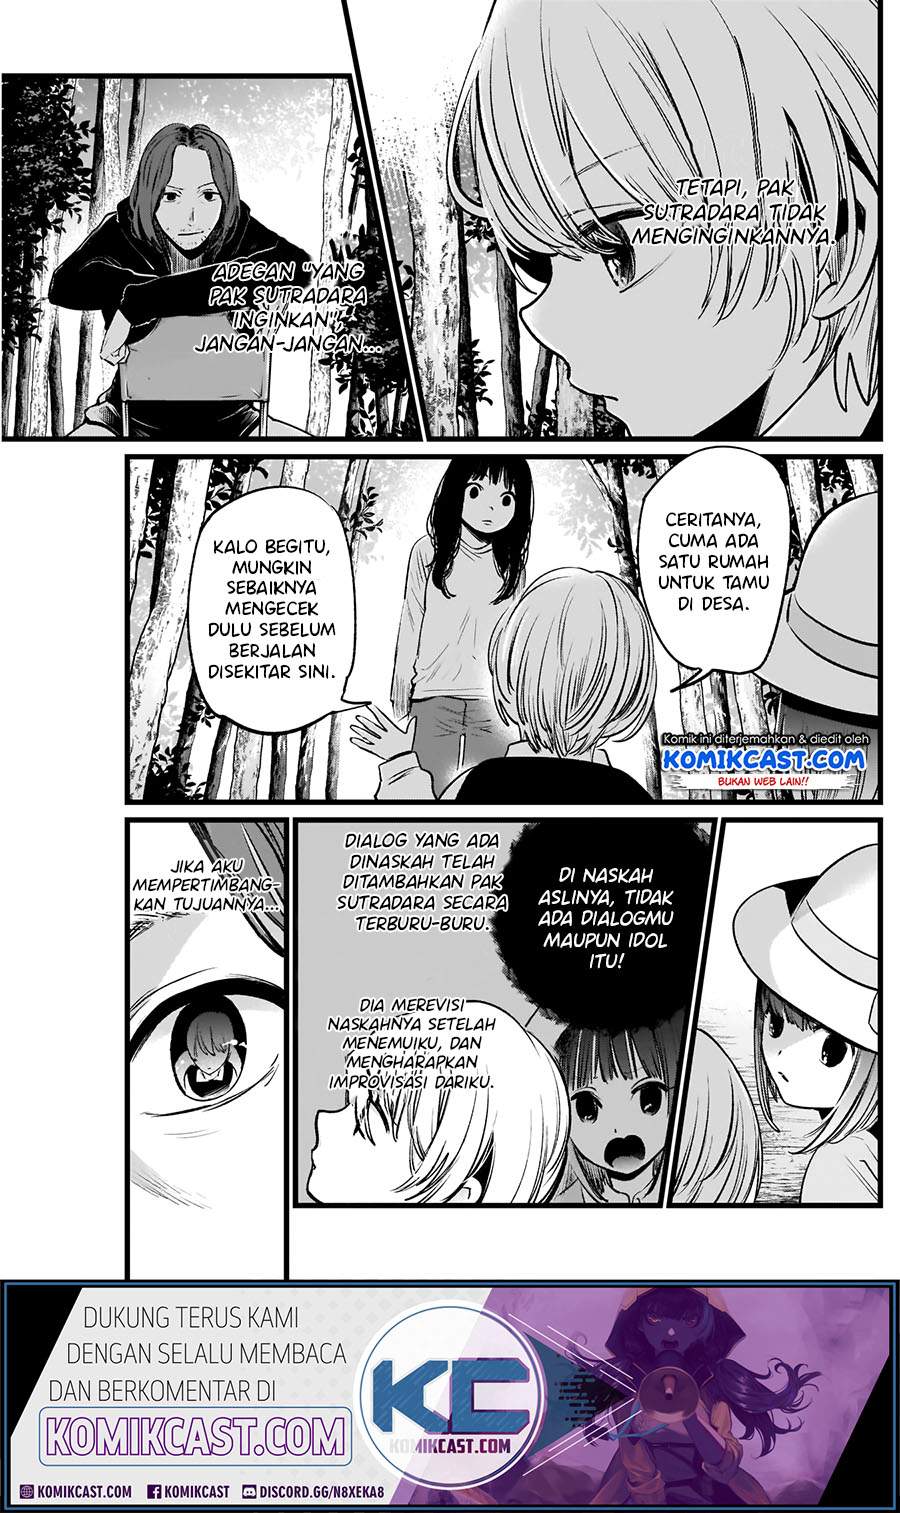 TETAPI, PAK
SUTRADARA TIDAK
MENGINGINKANNYA.
ADEGAN "YANG
PAK SUTRADARA
INGINKAN",
JANGAN-JANGAN...
CERITANYA,
CUMA ADA
SATU RUMAH
UNTUK TAMU
DI DESA.
KALO BEGITU,
MUNGKIN
SEBAIKNYA
MENGECEK
DULU SEBELUM
BERJALAN
DISEKITAR SINI.
Komik ini diterjemahkan & diedit oleh
KOMIKCAST.COM
BUKAN WEB LAIN!!
DI NASKAH
ASLINYA, TIDAK
ADA DIALOGMU
MAUPUN IDOL
ITU!
DIALOG YANG ADA
DINASKAH TELAH
DITAMBAHKAN PAK
SUTRADARA SECARA
TERBURU-BURU.
DIA MEREVISI
NASKAHNYA SETELAH
MENEMUIKU, DAN
MENGHARAPKAN
IMPROVISASI DARIKU.
JIKA AKU
MEMPERTIMBANG-
KAN TUJUANNYA...
DUKUNG TERUS KAMI
DENGAN SELALU MEMBACA
DAN BERKOMENTAR DI
KOMIKCAST.COM
KOMIKCAST.COM
KOMIKCAST
DISCORD.GG/N8XEKA8
KC
KOMIKCAST.COM